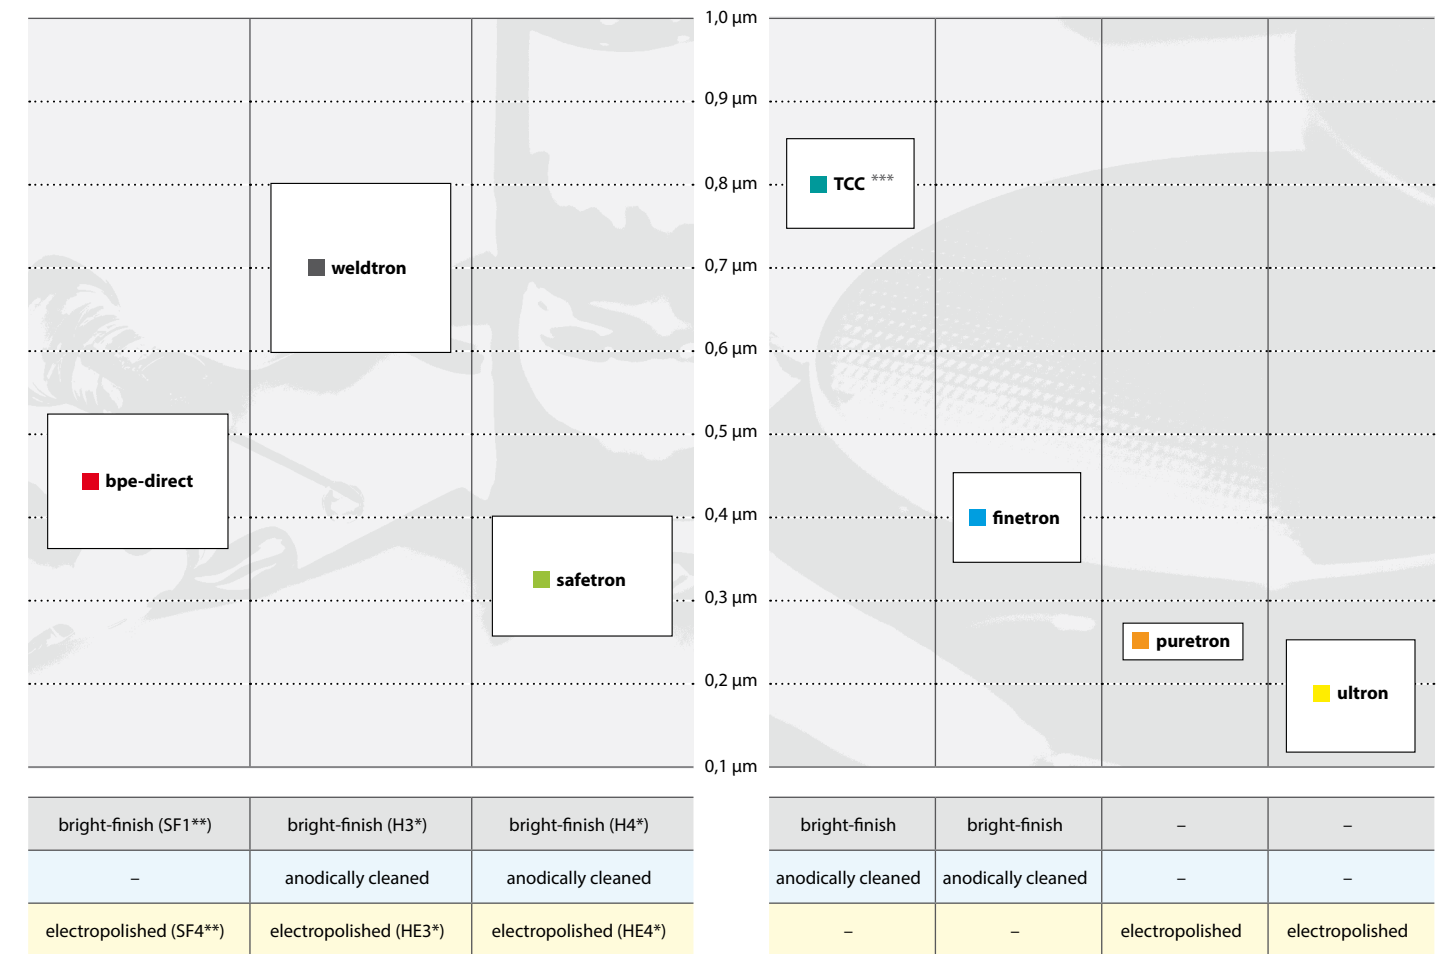 1,0 µm
0,9 µm
0,8 µm
TCC ***
0,7 µm
weldtron
0,6 µm
0,5 µm
bpe-direct
0,4 µm
finetron
safetron
0,3 µm
puretron
0,2 µm
ultron
0,1 µm
bright-finish (SF1**) bright-finish (H3*) bright-finish (H4*) bright-finish bright-finish – –
– anodically cleaned anodically cleaned anodically cleaned anodically cleaned – –
electropolished (SF4**) electropolished (HE3*) electropolished (HE4*) – – electropolished electropolished